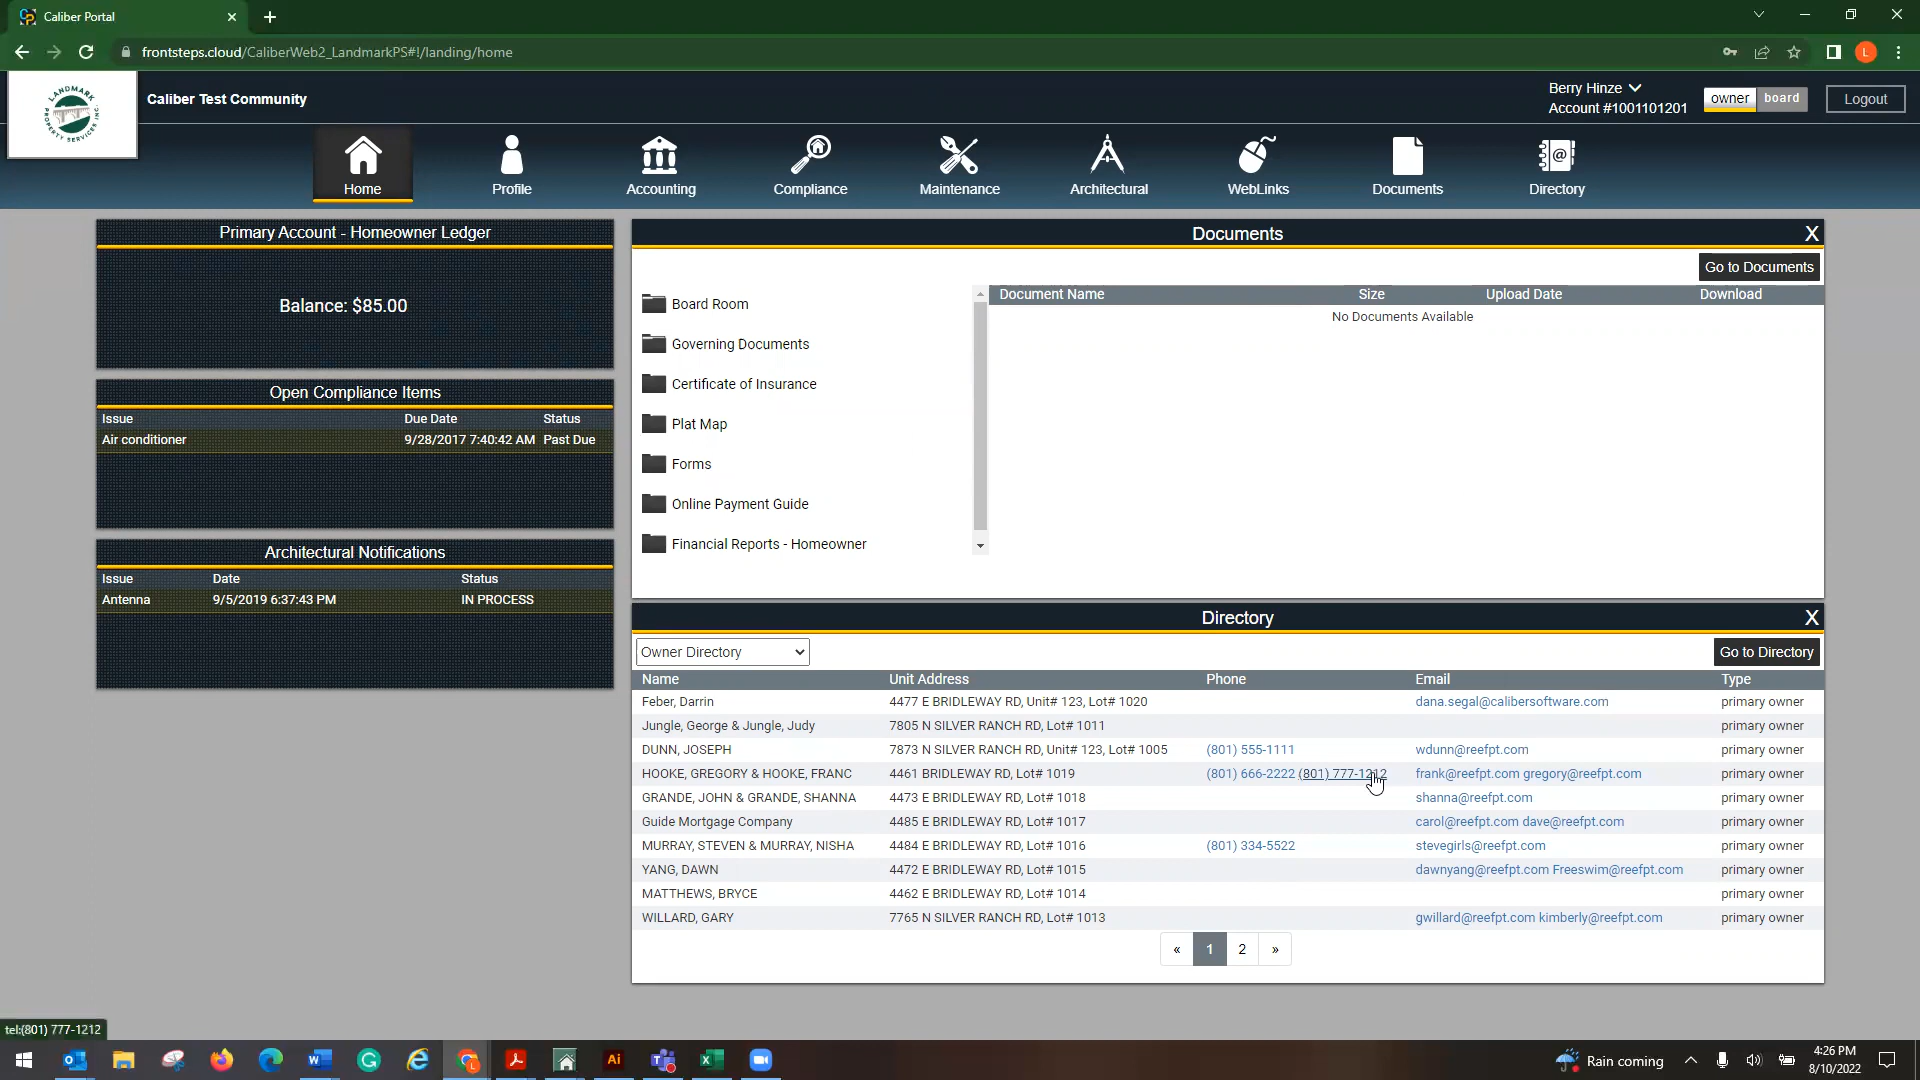 Caliber Portal
frontsteps.cloud/CaliberWeb2_LandmarkPS#!/landing/home
L
LANDMARK
PROPERTY SERVICES INC
Caliber Test Community
Berry Hinze
Account #1001101201
owner board
Logout
Home Profile Accounting Compliance Maintenance Architectural WebLinks Documents Directory
Primary Account - Homeowner Ledger
Balance: $85.00
Open Compliance Items
Issue Due Date Status
Air conditioner 9/28/2017 7:40:42 AM Past Due
Architectural Notifications
Issue Date Status
Antenna 9/5/2019 6:37:43 PM IN PROCESS
Documents X
Go to Documents
Board Room
Governing Documents
Certificate of Insurance
Plat Map
Forms
Online Payment Guide
Financial Reports - Homeowner
Document Name Size Upload Date Download
No Documents Available
Directory X
Owner Directory Go to Directory
Name Unit Address Phone Email Type
Feber, Darrin 4477 E BRIDLEWAY RD, Unit# 123, Lot# 1020 dana.segal@calibersoftware.com primary owner
Jungle, George & Jungle, Judy 7805 N SILVER RANCH RD, Lot# 1011 primary owner
DUNN, JOSEPH 7873 N SILVER RANCH RD, Unit# 123, Lot# 1005 (801) 555-1111 wdunn@reefpt.com primary owner
HOOKE, GREGORY & HOOKE, FRANC 4461 BRIDLEWAY RD, Lot# 1019 (801) 666-2222 (801) 777-1212 frank@reefpt.com gregory@reefpt.com primary owner
GRANDE, JOHN & GRANDE, SHANNA 4473 E BRIDLEWAY RD, Lot# 1018 shanna@reefpt.com primary owner
Guide Mortgage Company 4485 E BRIDLEWAY RD, Lot# 1017 carol@reefpt.com dave@reefpt.com primary owner
MURRAY, STEVEN & MURRAY, NISHA 4484 E BRIDLEWAY RD, Lot# 1016 (801) 334-5522 stevegirls@reefpt.com primary owner
YANG, DAWN 4472 E BRIDLEWAY RD, Lot# 1015 dawnyang@reefpt.com Freeswim@reefpt.com primary owner
MATTHEWS, BRYCE 4462 E BRIDLEWAY RD, Lot# 1014 primary owner
WILLARD, GARY 7765 N SILVER RANCH RD, Lot# 1013 gwillard@reefpt.com kimberly@reefpt.com primary owner
« 1 2 »
tel:(801) 777-1212
Rain coming
4:26 PM
8/10/2022